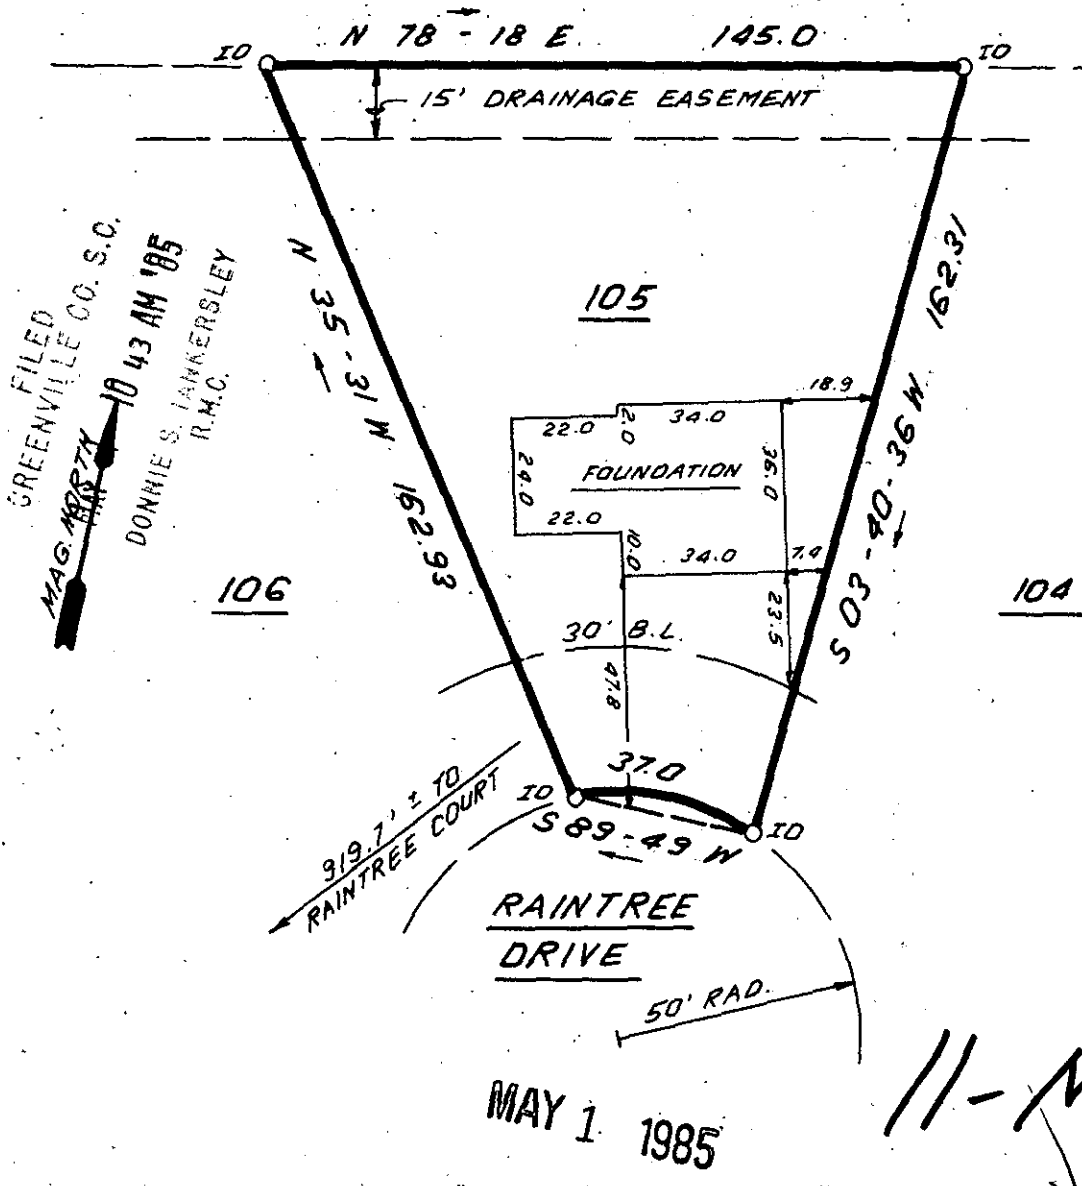 N 78 - 18 E 145.0
IO
IO
15' DRAINAGE EASEMENT
FILED
GREENVILLE CO. S.C.
10 43 AM '85
DONNIE S. TANKERSLEY
R.M.C.
MAG. NORTH
N 35 - 31 W 162.93
105
S 03 - 40 - 36 W 162.31
18.9
22.0
2.0
34.0
24.0
FOUNDATION
36.0
22.0
10.0
34.0
7.4
23.5
106
104
30' B.L.
47.8
37.0
IO
IO
S 89 - 49 W
919.7' ± TO
RAINTREE COURT
RAINTREE
DRIVE
50' RAD.
MAY 1 1985
11-